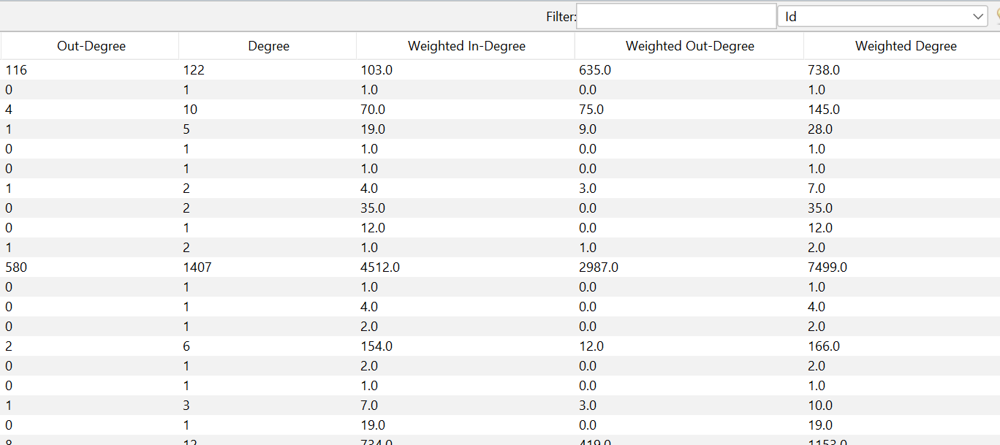 Filter: Id
Out-Degree Degree Weighted In-Degree Weighted Out-Degree Weighted Degree
116 122 103.0 635.0 738.0
0 1 1.0 0.0 1.0
4 10 70.0 75.0 145.0
1 5 19.0 9.0 28.0
0 1 1.0 0.0 1.0
0 1 1.0 0.0 1.0
1 2 4.0 3.0 7.0
0 2 35.0 0.0 35.0
0 1 12.0 0.0 12.0
1 2 1.0 1.0 2.0
580 1407 4512.0 2987.0 7499.0
0 1 1.0 0.0 1.0
0 1 4.0 0.0 4.0
0 1 2.0 0.0 2.0
2 6 154.0 12.0 166.0
0 1 2.0 0.0 2.0
0 1 1.0 0.0 1.0
1 3 7.0 3.0 10.0
0 1 19.0 0.0 19.0
12 734.0 419.0 1153.0